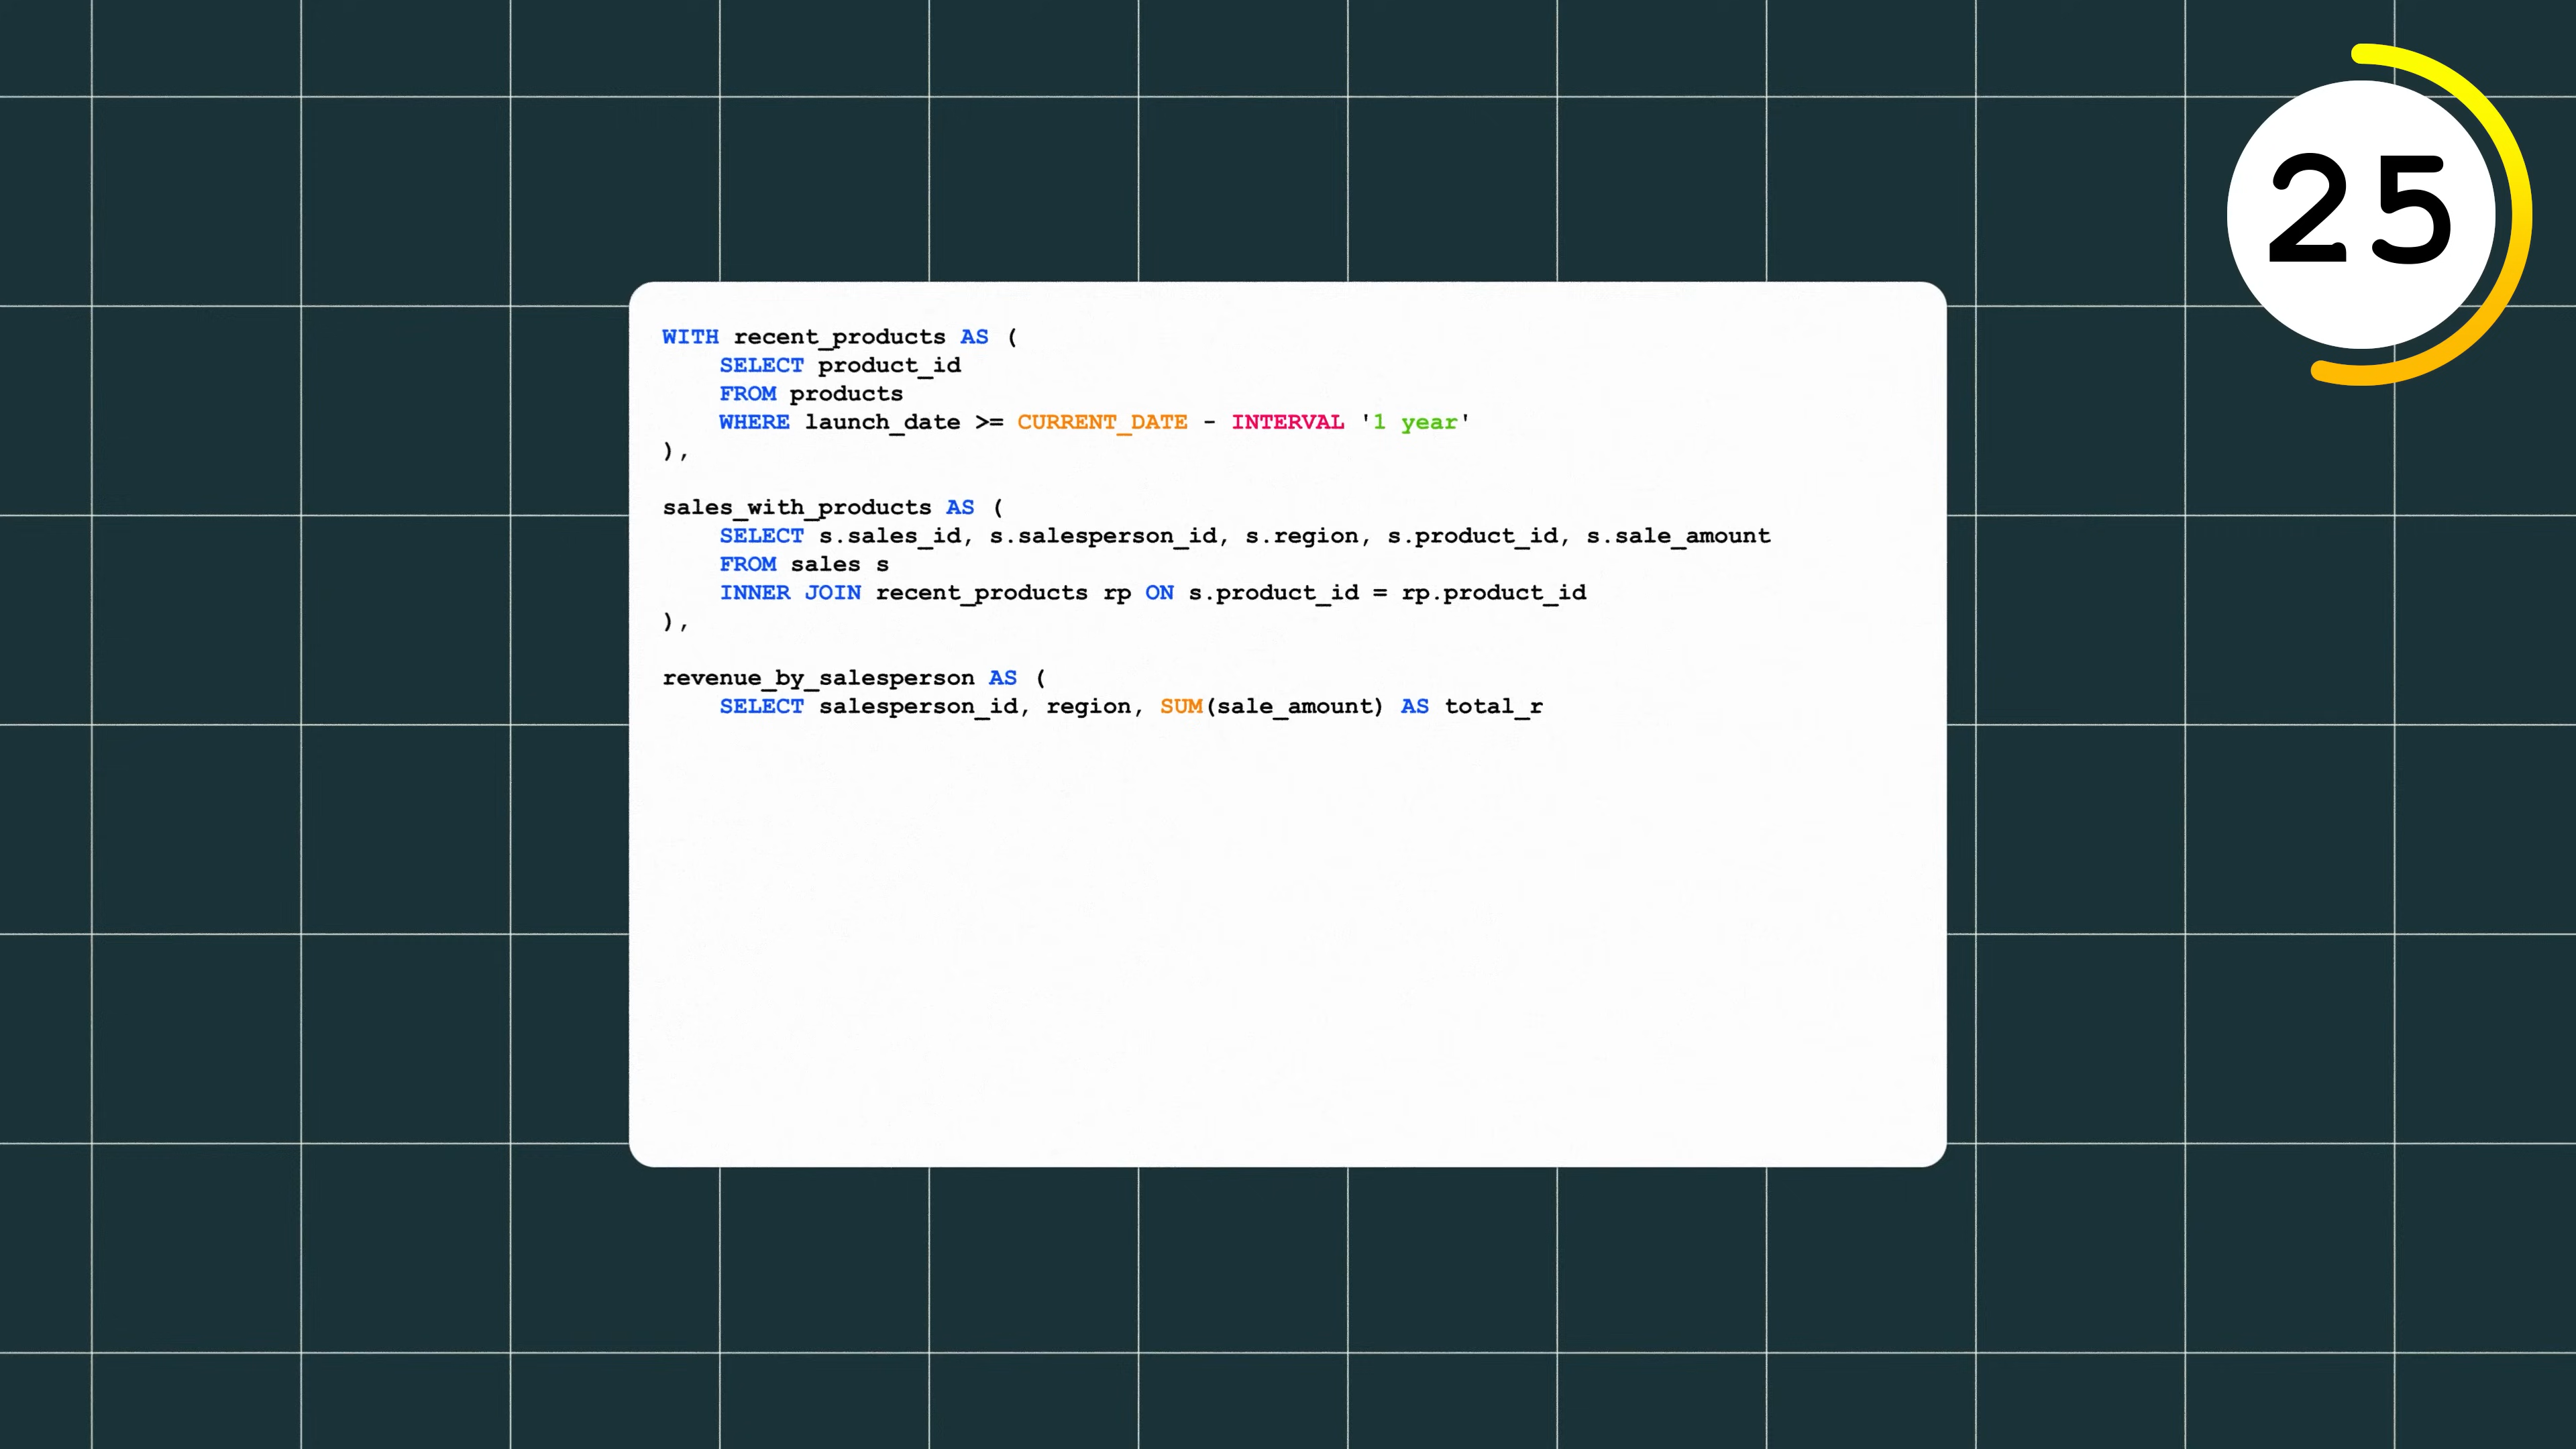 25
WITH recent_products AS (
    SELECT product_id
    FROM products
    WHERE launch_date >= CURRENT_DATE - INTERVAL '1 year'
),
sales_with_products AS (
    SELECT s.sales_id, s.salesperson_id, s.region, s.product_id, s.sale_amount
    FROM sales s
    INNER JOIN recent_products rp ON s.product_id = rp.product_id
),
revenue_by_salesperson AS (
    SELECT salesperson_id, region, SUM(sale_amount) AS total_r